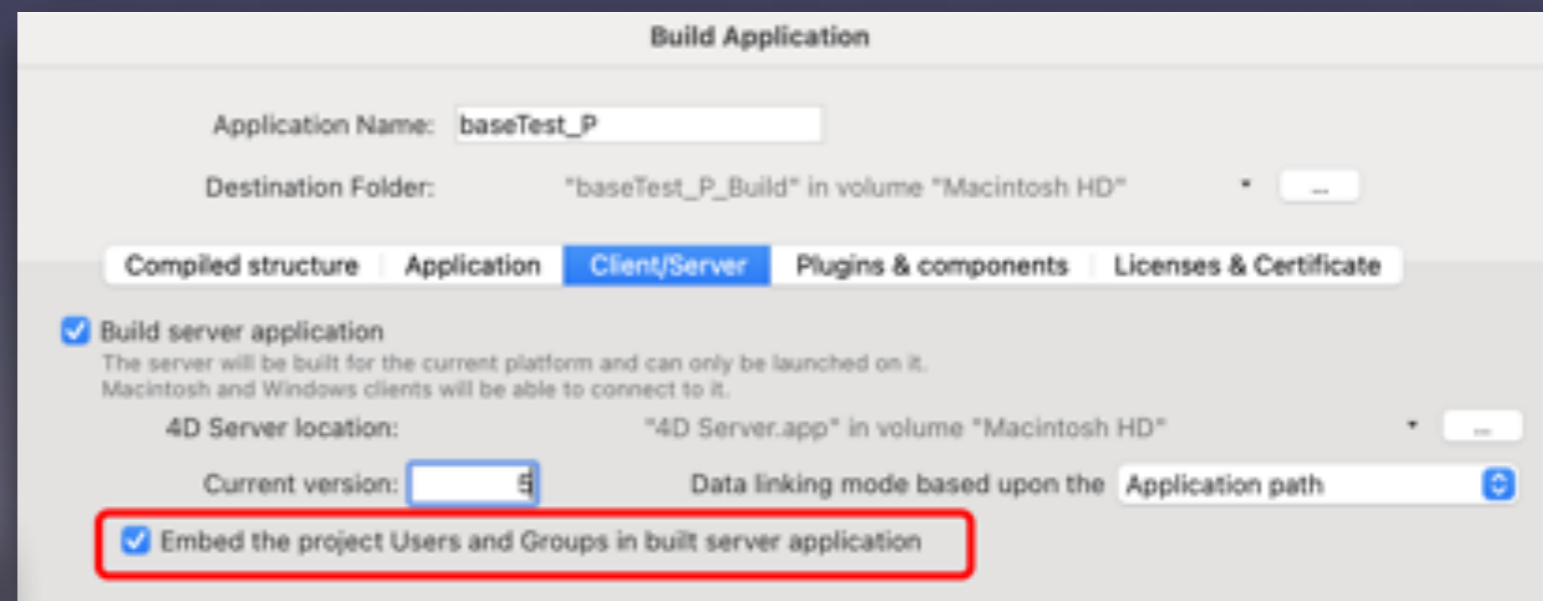 Build Application
Application Name: baseTest_P
Destination Folder: "baseTest_P_Build" in volume "Macintosh HD" ...
Compiled structure Application Client/Server Plugins & components Licenses & Certificate
Build server application
The server will be built for the current platform and can only be launched on it.
Macintosh and Windows clients will be able to connect to it.
4D Server location: "4D Server.app" in volume "Macintosh HD" ...
Current version: 5 Data linking mode based upon the Application path
Embed the project Users and Groups in built server application